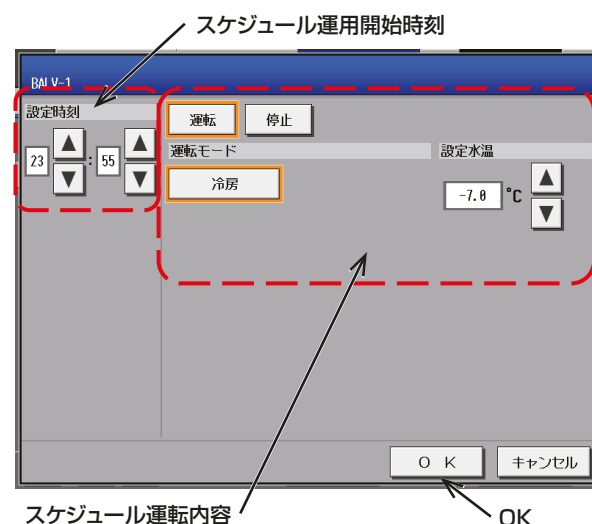 スケジュール運用開始時刻
BALV-1
設定時刻
運転 停止
運転モード 設定水温
23 : 55
冷房
-7.0 °C
OK キャンセル
スケジュール運転内容
OK